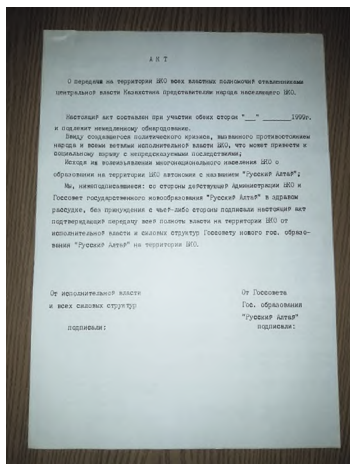 АКТ
О передаче на территории ВКО всех властных полномочий ставленниками
центральной власти Казахстана представителям народа населяющего ВКО.
Настоящий акт составлен при участии обеих сторон "___" ________1999г.
и подлежит немедленному обнародованию.
Ввиду создавшегося политического кризиса, вызванного противостоянием
народа и всеми ветвями исполнительной власти ВКО, что может привести к
социальному взрыву с непредсказуемыми последствиями;
Исходя из волеизъявления многонационального населения ВКО о
образовании на территории ВКО автономии с названием "Русский Алтай";
Мы, нижеподписавшиеся: со стороны действующей Администрации ВКО и
Госсовет государственного новообразования "Русский Алтай" в здравом
рассудке, без принуждения с чьей-либо стороны подписали настоящий акт
подтверждающий передачу всей полноты власти на территории ВКО от
исполнительной власти и силовых структур Госсовету нового гос. образо-
вания "Русский Алтай" на территории ВКО.
От исполнительной власти
и всех силовых структур
подписали:
От Госсовета
Гос. образования
"Русский Алтай"
подписали: